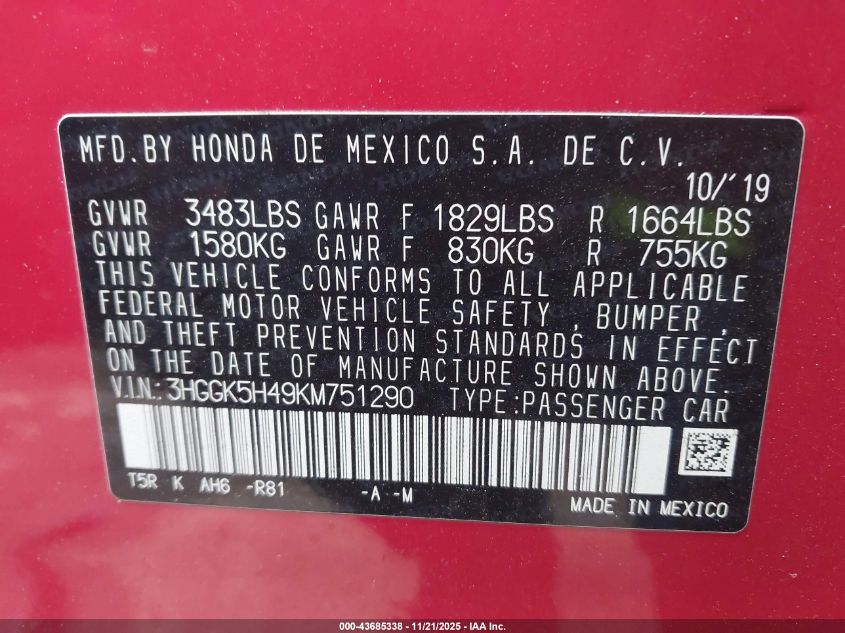 MFD.BY HONDA DE MEXICO S.A. DE C.V.
10/'19
GVWR 3483LBS GAWR F 1829LBS R 1664LBS
GVWR 1580KG GAWR F 830KG R 755KG
THIS VEHICLE CONFORMS TO ALL APPLICABLE
FEDERAL MOTOR VEHICLE SAFETY , BUMPER ,
AND THEFT PREVENTION STANDARDS IN EFFECT
ON THE DATE OF MANUFACTURE SHOWN ABOVE.
V.I.N.:3HGGK5H49KM751290 TYPE:PASSENGER CAR
T5R K AH6 -R81 -A -M
MADE IN MEXICO
000-43685338 - 11/21/2025 - IAA Inc.